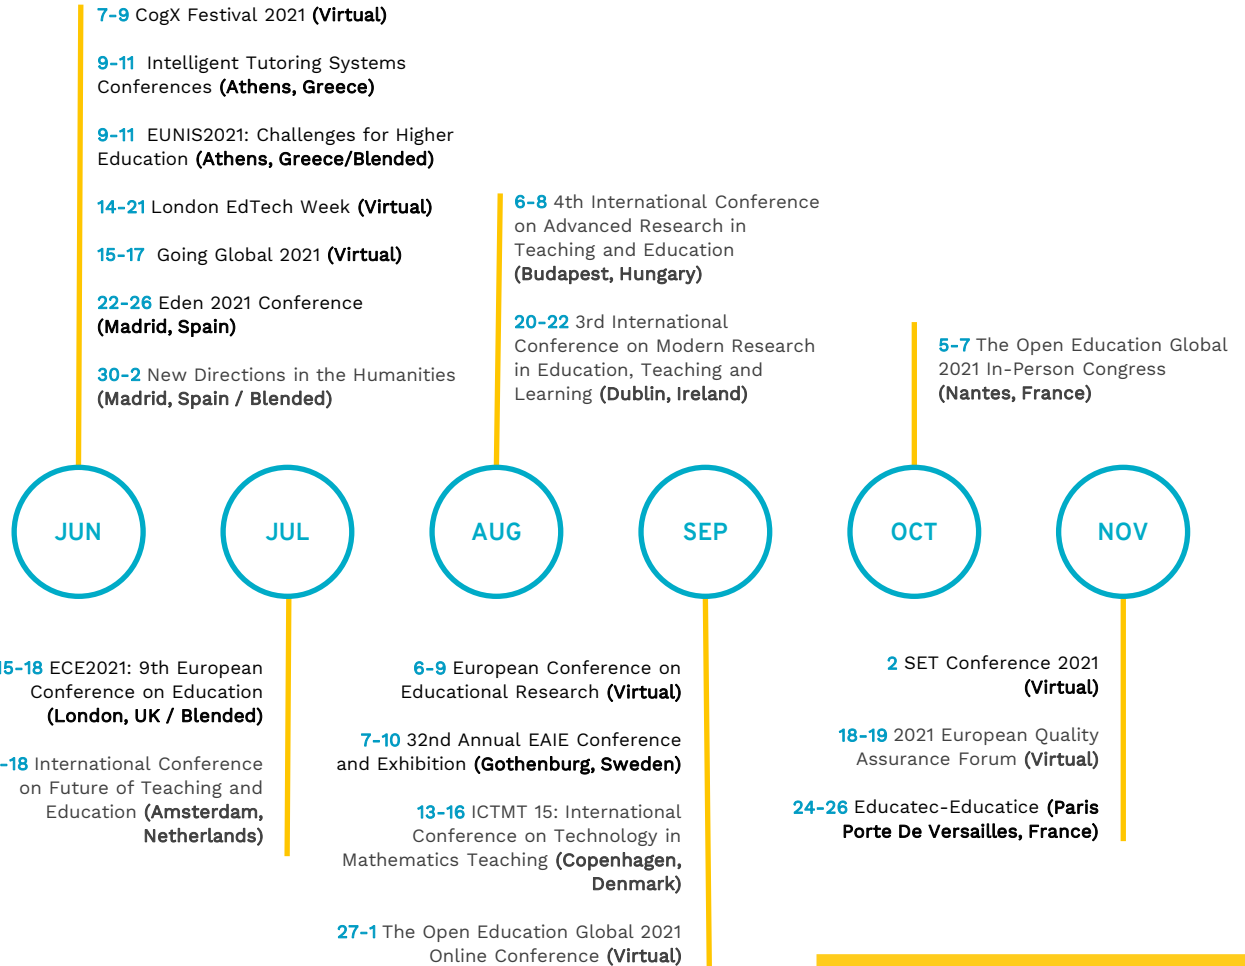 7-9 CogX Festival 2021 (Virtual)
9-11 Intelligent Tutoring Systems
Conferences (Athens, Greece)
9-11 EUNIS2021: Challenges for Higher
Education (Athens, Greece/Blended)
14-21 London EdTech Week (Virtual)
15-17 Going Global 2021 (Virtual)
22-26 Eden 2021 Conference
(Madrid, Spain)
30-2 New Directions in the Humanities
(Madrid, Spain / Blended)
6-8 4th International Conference
on Advanced Research in
Teaching and Education
(Budapest, Hungary)
20-22 3rd International
Conference on Modern Research
in Education, Teaching and
Learning (Dublin, Ireland)
5-7 The Open Education Global
2021 In-Person Congress
(Nantes, France)
JUN
JUL
AUG
SEP
OCT
NOV
15-18 ECE2021: 9th European
Conference on Education
(London, UK / Blended)
-18 International Conference
on Future of Teaching and
Education (Amsterdam,
Netherlands)
6-9 European Conference on
Educational Research (Virtual)
7-10 32nd Annual EAIE Conference
and Exhibition (Gothenburg, Sweden)
13-16 ICTMT 15: International
Conference on Technology in
Mathematics Teaching (Copenhagen,
Denmark)
27-1 The Open Education Global 2021
Online Conference (Virtual)
2 SET Conference 2021
(Virtual)
18-19 2021 European Quality
Assurance Forum (Virtual)
24-26 Educatec-Educatice (Paris
Porte De Versailles, France)